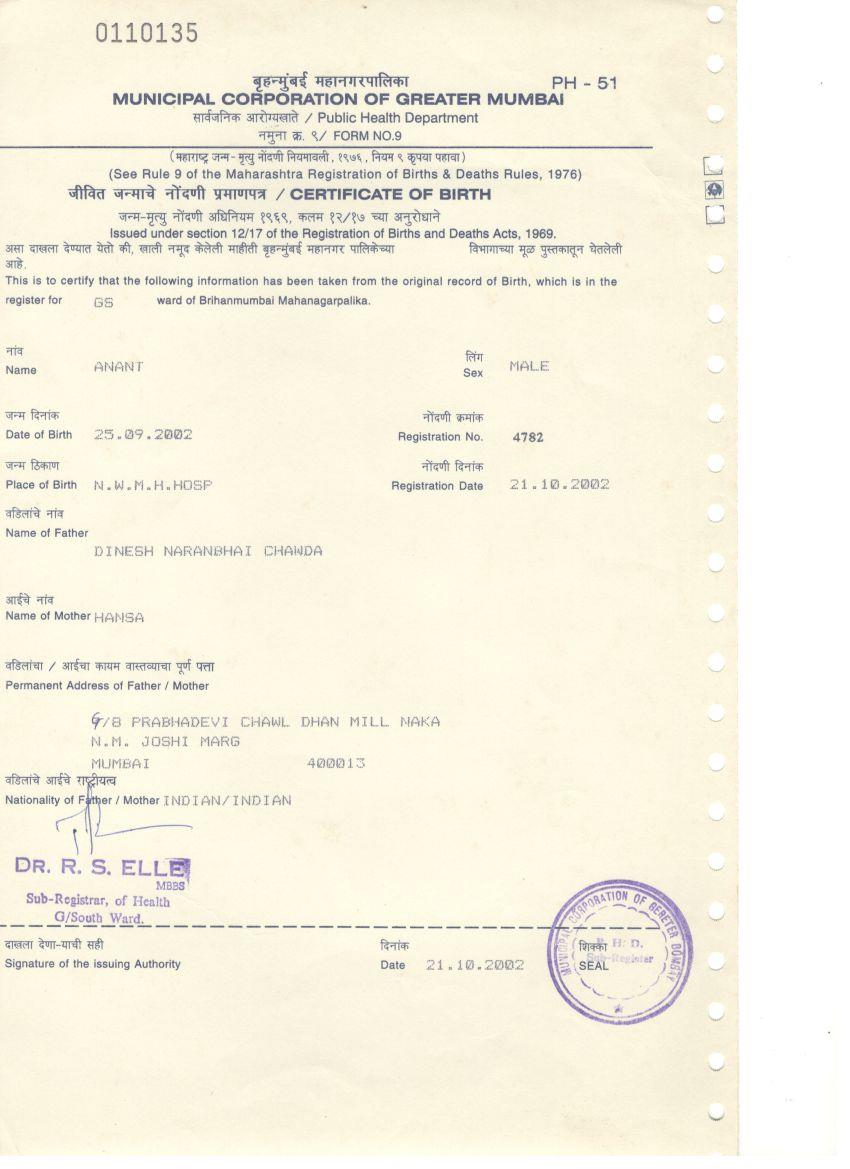 0110135
बृहन्मुंबई महानगरपालिका PH - 51
MUNICIPAL CORPORATION OF GREATER MUMBAI
सार्वजनिक आरोग्यखाते / Public Health Department
नमुना क्र. ९/ FORM NO.9
(महाराष्ट्र जन्म - मृत्यु नोंदणी नियमावली, १९७६, नियम ९ कृपया पहावा)
(See Rule 9 of the Maharashtra Registration of Births & Deaths Rules, 1976)
जीवित जन्माचे नोंदणी प्रमाणपत्र / CERTIFICATE OF BIRTH
जन्म-मृत्यु नोंदणी अधिनियम १९६९, कलम १२/१७ च्या अनुरोधाने
Issued under section 12/17 of the Registration of Births and Deaths Acts, 1969.
असा दाखला देण्यात येतो की, खाली नमूद केलेली माहीती बृहन्मुंबई महानगर पालिकेच्या विभागाच्या मूळ पुस्तकातून घेतलेली
आहे.
This is to certify that the following information has been taken from the original record of Birth, which is in the
register for GS ward of Brihanmumbai Mahanagarpalika.
नांव लिंग
Name ANANT Sex MALE
जन्म दिनांक नोंदणी क्रमांक
Date of Birth 25.09.2002 Registration No. 4782
जन्म ठिकाण नोंदणी दिनांक
Place of Birth N.W.M.H.HOSP Registration Date 21.10.2002
वडिलांचे नांव
Name of Father
DINESH NARANBHAI CHAWDA
आईचे नांव
Name of Mother HANSA
वडिलांचा / आईचा कायम वास्तव्याचा पूर्ण पत्ता
Permanent Address of Father / Mother
9/8 PRABHADEVI CHAWL DHAN MILL NAKA
N.M. JOSHI MARG
MUMBAI 400013
वडिलांचे आईचे राष्ट्रीयत्व
Nationality of Father / Mother INDIAN/INDIAN
DR. R. S. ELLE
MBBS
Sub-Registrar, of Health
G/South Ward.
दाखला देणा-याची सही दिनांक शिक्का
Signature of the issuing Authority Date 21.10.2002 SEAL
MUNICIPAL CORPORATION OF GERETER BOMBAY
P. H. D.
Sub-Register